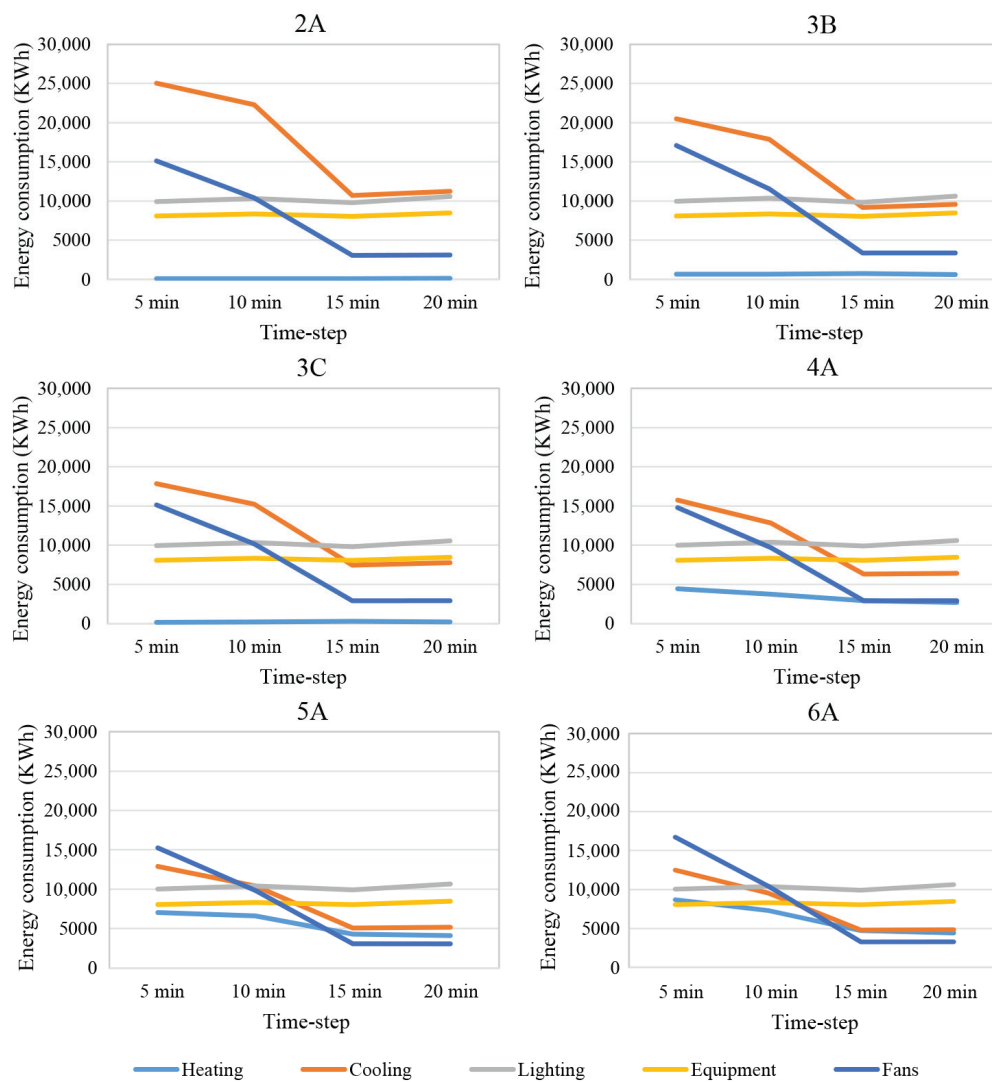 2A
Energy consumption (KWh)
30,000
25,000
20,000
15,000
10,000
5000
0
5 min 10 min 15 min 20 min
Time-step
3B
Energy consumption (KWh)
30,000
25,000
20,000
15,000
10,000
5000
0
5 min 10 min 15 min 20 min
Time-step
3C
Energy consumption (KWh)
30,000
25,000
20,000
15,000
10,000
5000
0
5 min 10 min 15 min 20 min
Time-step
4A
Energy consumption (KWh)
30,000
25,000
20,000
15,000
10,000
5000
0
5 min 10 min 15 min 20 min
Time-step
5A
Energy consumption (KWh)
30,000
25,000
20,000
15,000
10,000
5000
0
5 min 10 min 15 min 20 min
Time-step
6A
Energy consumption (KWh)
30,000
25,000
20,000
15,000
10,000
5000
0
5 min 10 min 15 min 20 min
Time-step
Heating Cooling Lighting Equipment Fans